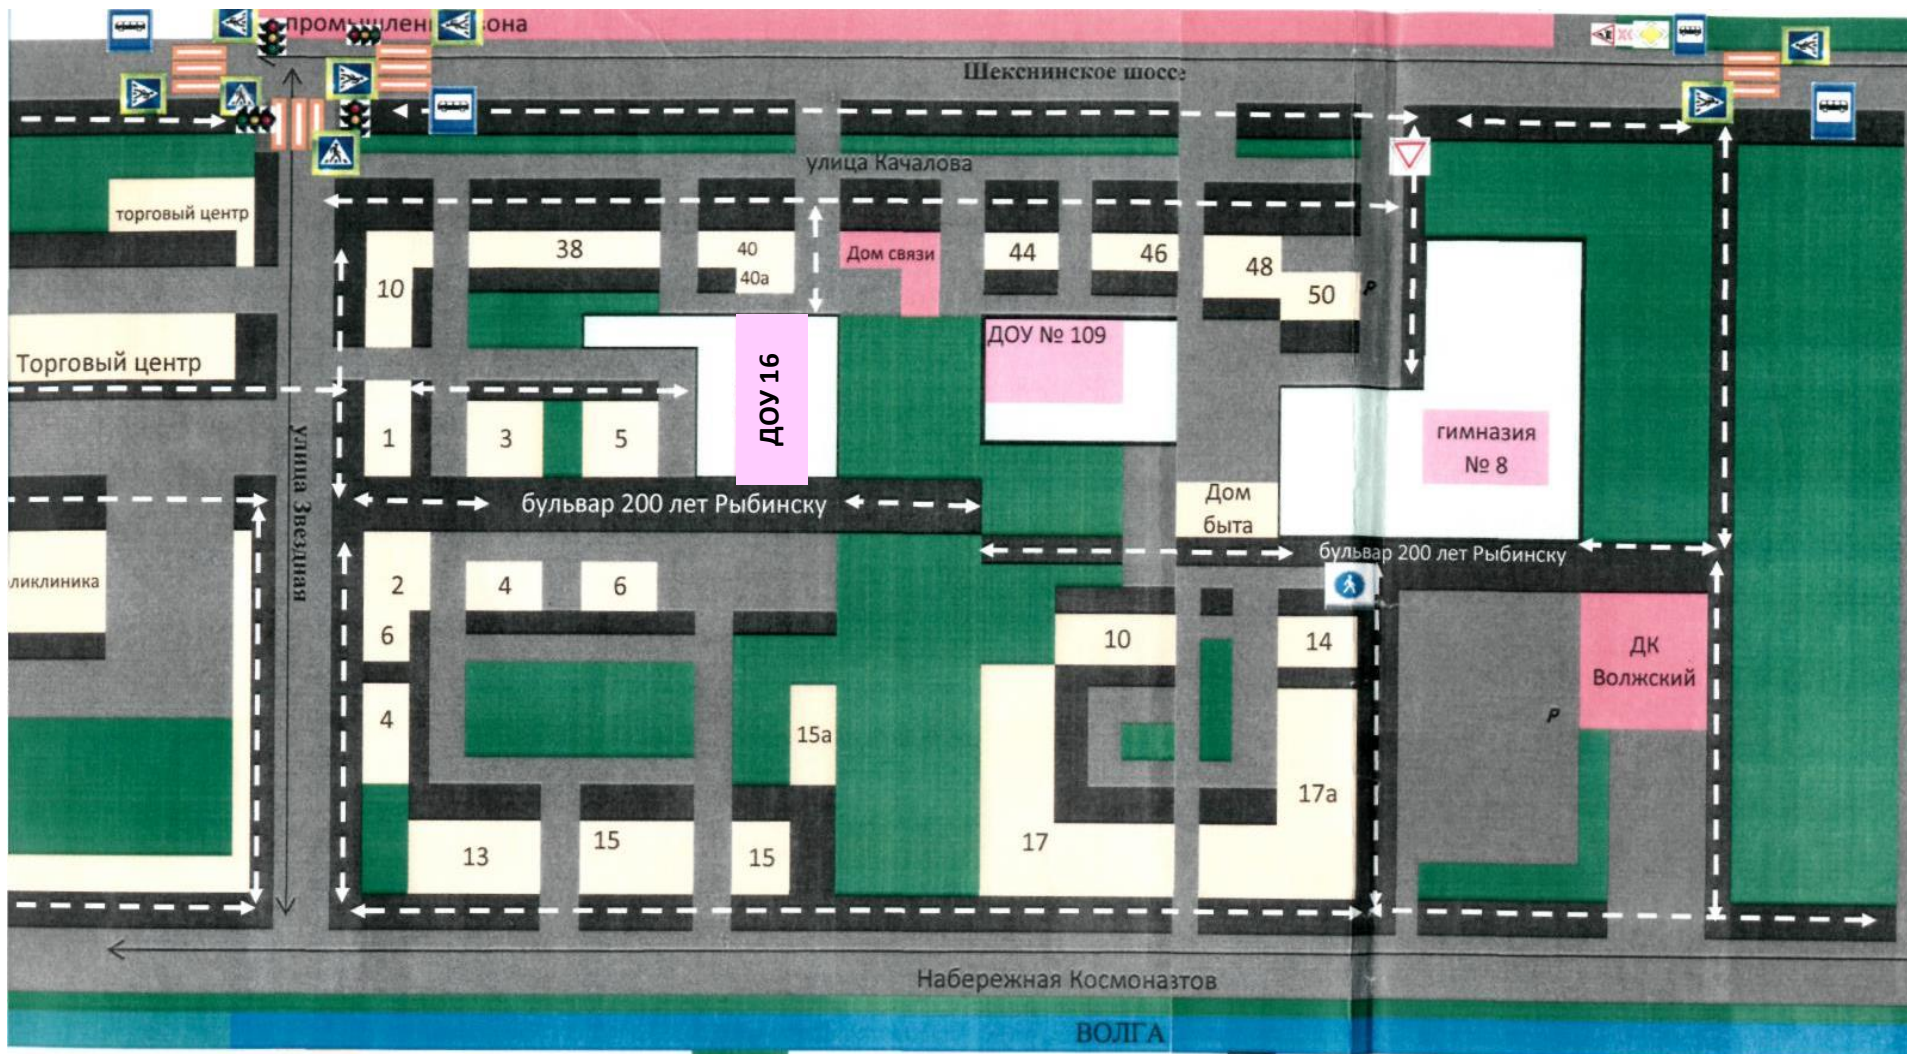 Шекснинское шоссе
улица Качалова
торговый центр
38
40
40а
Дом связи
44
46
48
50
10
Р
ДОУ № 109
Торговый центр
ДОУ 16
1
3
5
гимназия
№ 8
улица Звездная
бульвар 200 лет Рыбинску
Дом
быта
бульвар 200 лет Рыбинску
2
6
4
6
10
14
ДК
Волжский
4
15а
17а
Р
13
15
15
17
Набережная Космонавтов
ВОЛГА